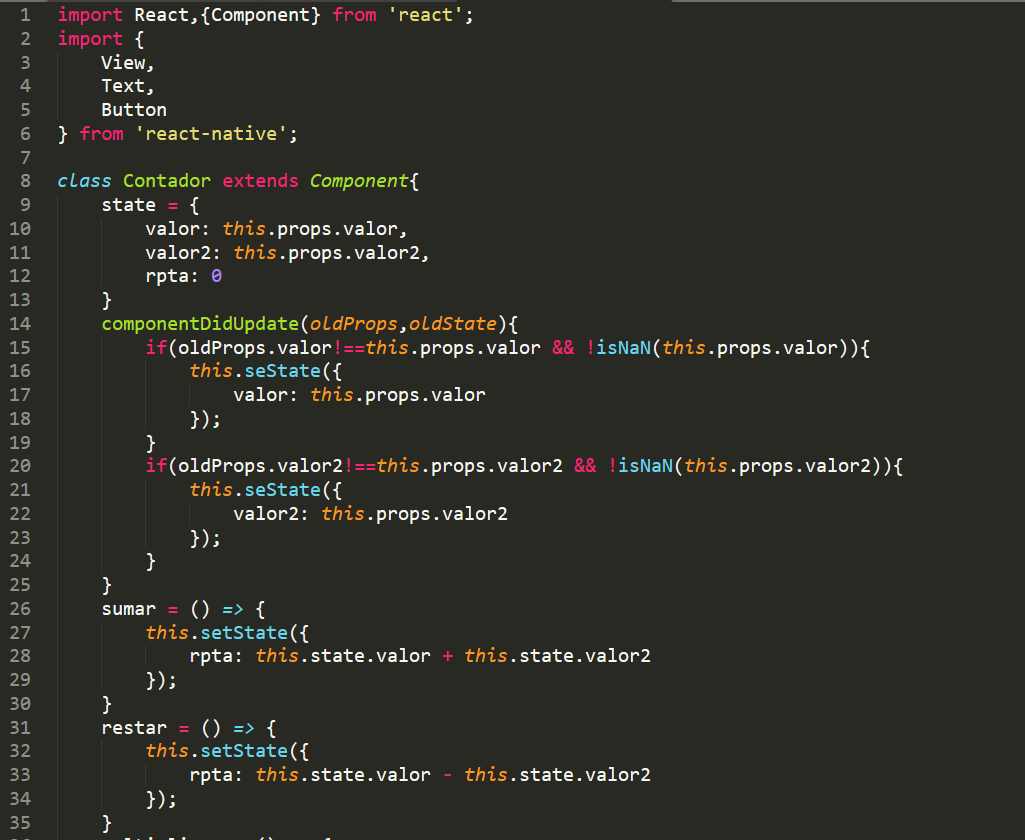 1 import React,{Component} from 'react';
2 import {
3     View,
4     Text,
5     Button
6 } from 'react-native';
7
8 class Contador extends Component{
9     state = {
10         valor: this.props.valor,
11         valor2: this.props.valor2,
12         rpta: 0
13     }
14     componentDidUpdate(oldProps,oldState){
15         if(oldProps.valor!==this.props.valor && !isNaN(this.props.valor)){
16             this.seState({
17                 valor: this.props.valor
18             });
19         }
20         if(oldProps.valor2!==this.props.valor2 && !isNaN(this.props.valor2)){
21             this.seState({
22                 valor2: this.props.valor2
23             });
24         }
25     }
26     sumar = () => {
27         this.setState({
28             rpta: this.state.valor + this.state.valor2
29         });
30     }
31     restar = () => {
32         this.setState({
33             rpta: this.state.valor - this.state.valor2
34         });
35     }